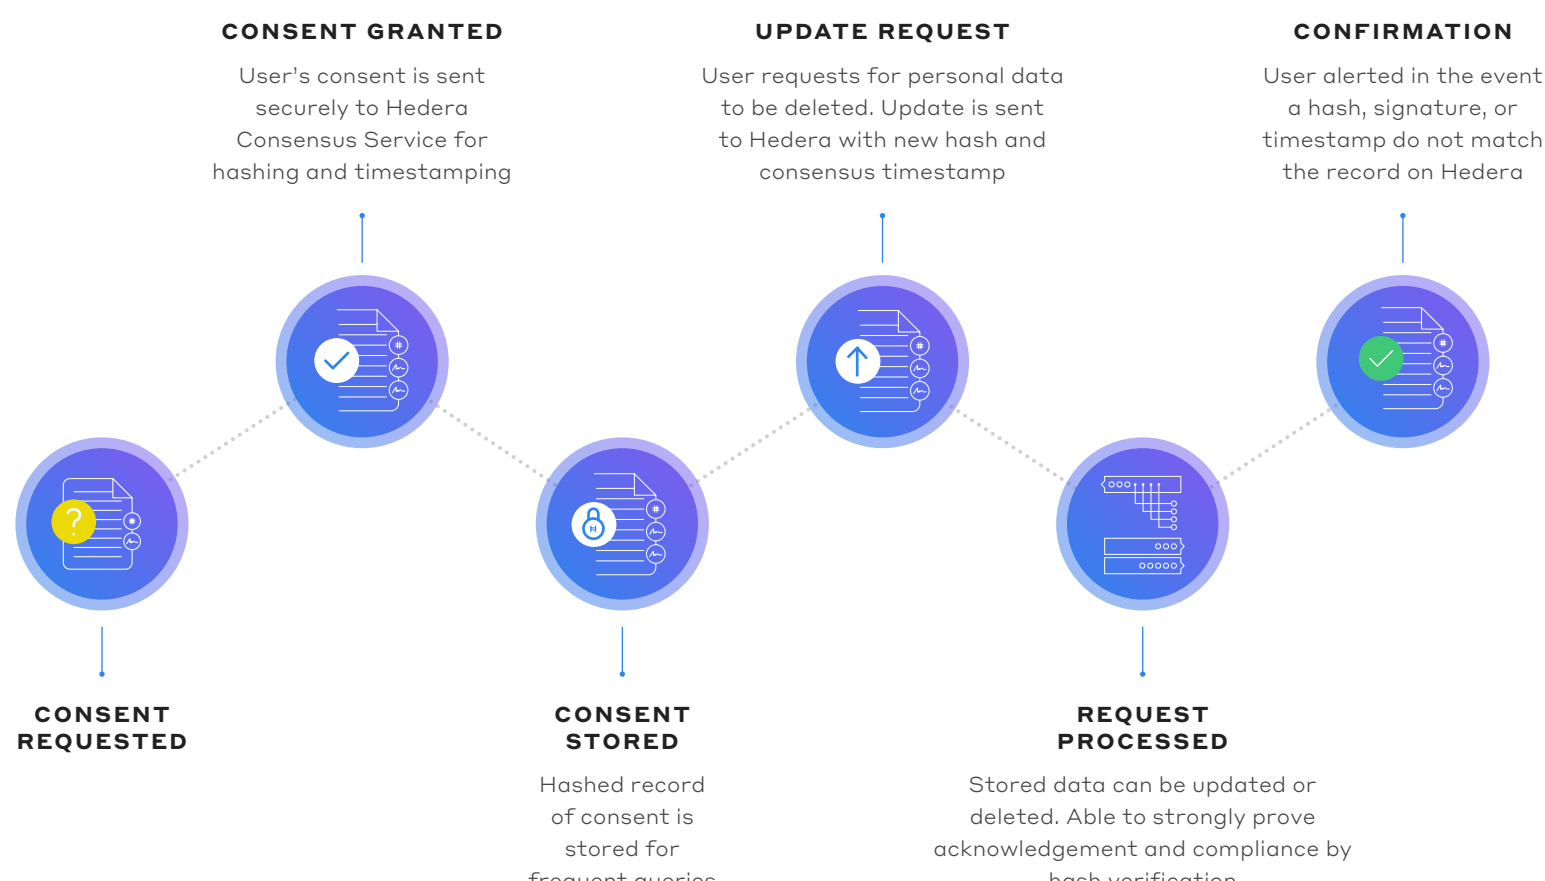 CONSENT GRANTED
User’s consent is sent
securely to Hedera
Consensus Service for
hashing and timestamping
UPDATE REQUEST
User requests for personal data
to be deleted. Update is sent
to Hedera with new hash and
consensus timestamp
CONFIRMATION
User alerted in the event
a hash, signature, or
timestamp do not match
the record on Hedera
?
#
#
#
#
#
CONSENT
REQUESTED
CONSENT
STORED
Hashed record
of consent is
stored for
frequent queries
REQUEST
PROCESSED
Stored data can be updated or
deleted. Able to strongly prove
acknowledgement and compliance by
hash verification